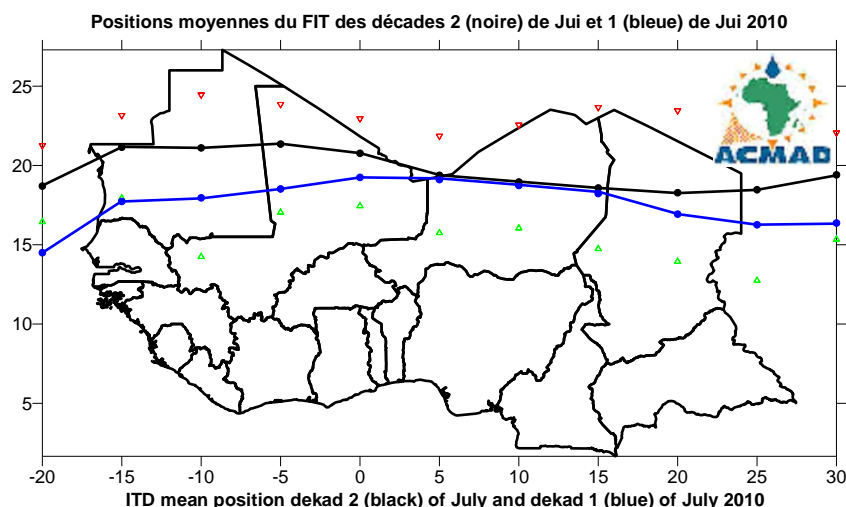 Positions moyennes du FIT des décades 2 (noire) de Jui et 1 (bleue) de Jui 2010
25
20
15
10
5
ACMAD
-20 -15 -10 -5 0 5 10 15 20 25 30
ITD mean position dekad 2 (black) of July and dekad 1 (blue) of July 2010